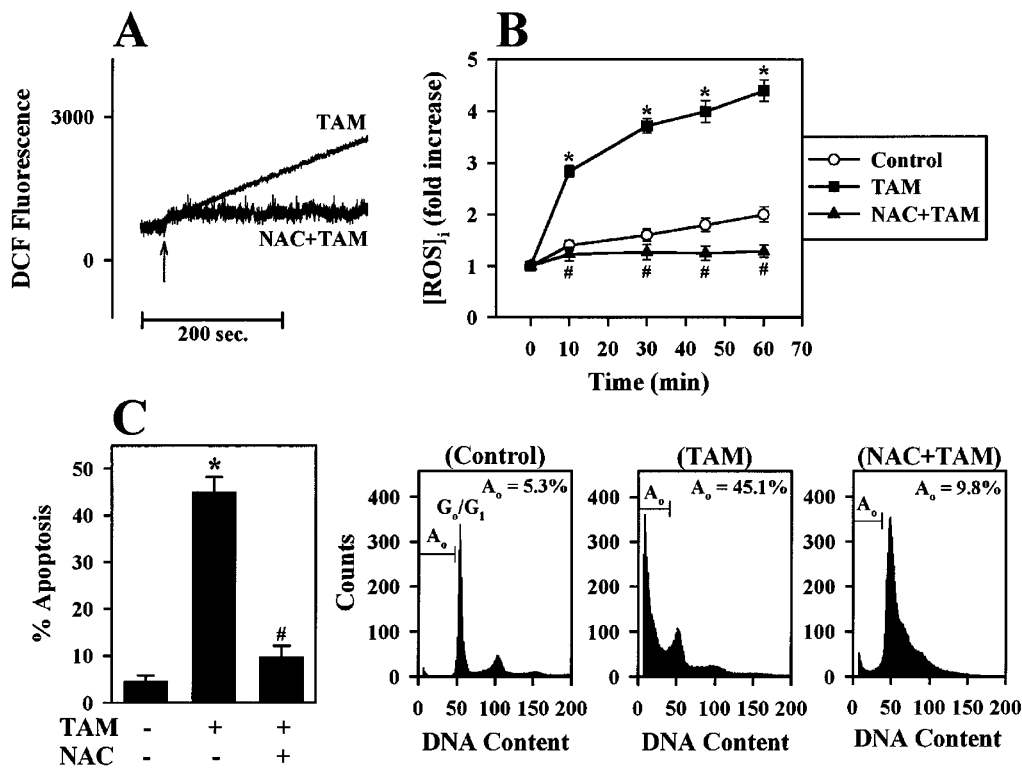 A
DCF Fluorescence
3000
0
TAM
NAC+TAM
200 sec.
B
[ROS]i (fold increase)
5
4
3
2
1
0
* * * *
# # # #
0 10 20 30 40 50 60 70
Time (min)
Control
TAM
NAC+TAM
C
% Apoptosis
50
40
30
20
10
0
*
#
TAM - + +
NAC - - +
(Control)
Ao = 5.3%
Go/G1
Ao
Counts
400
300
200
100
0
0 50 100 150 200
DNA Content
(TAM)
Ao Ao = 45.1%
400
300
200
100
0
0 50 100 150 200
DNA Content
(NAC+TAM)
Ao = 9.8%
Ao
400
300
200
100
0
0 50 100 150 200
DNA Content